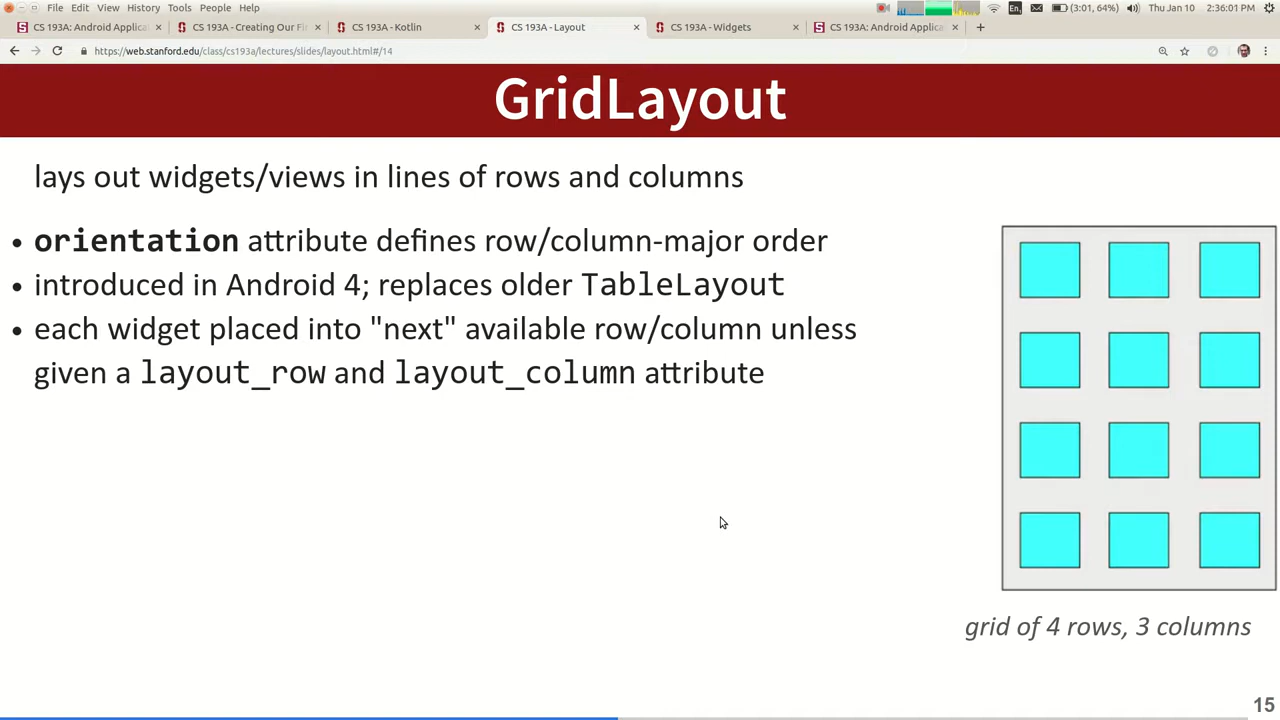 File Edit View History Tools People Help
En (3:01, 64%) Thu Jan 10 2:36:01 PM
CS 193A: Android Applica × CS 193A: Creating Our Fi × CS 193A - Kotlin × CS 193A - Layout × CS 193A - Widgets × CS 193A: Android Applica ×
https://web.stanford.edu/class/cs193a/lectures/slides/layout.html#/14
GridLayout
lays out widgets/views in lines of rows and columns
• orientation attribute defines row/column-major order
• introduced in Android 4; replaces older TableLayout
• each widget placed into "next" available row/column unless
given a layout_row and layout_column attribute
grid of 4 rows, 3 columns
15